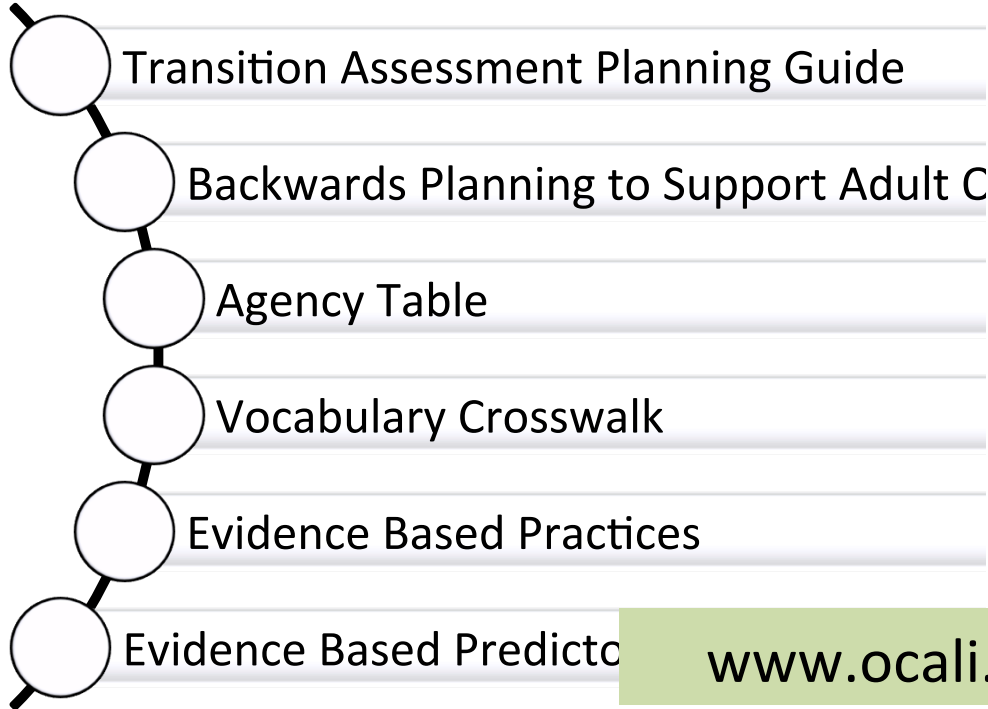 Transition Assessment Planning Guide
Backwards Planning to Support Adult
Agency Table
Vocabulary Crosswalk
Evidence Based Practices
Evidence Based
www.ocali.